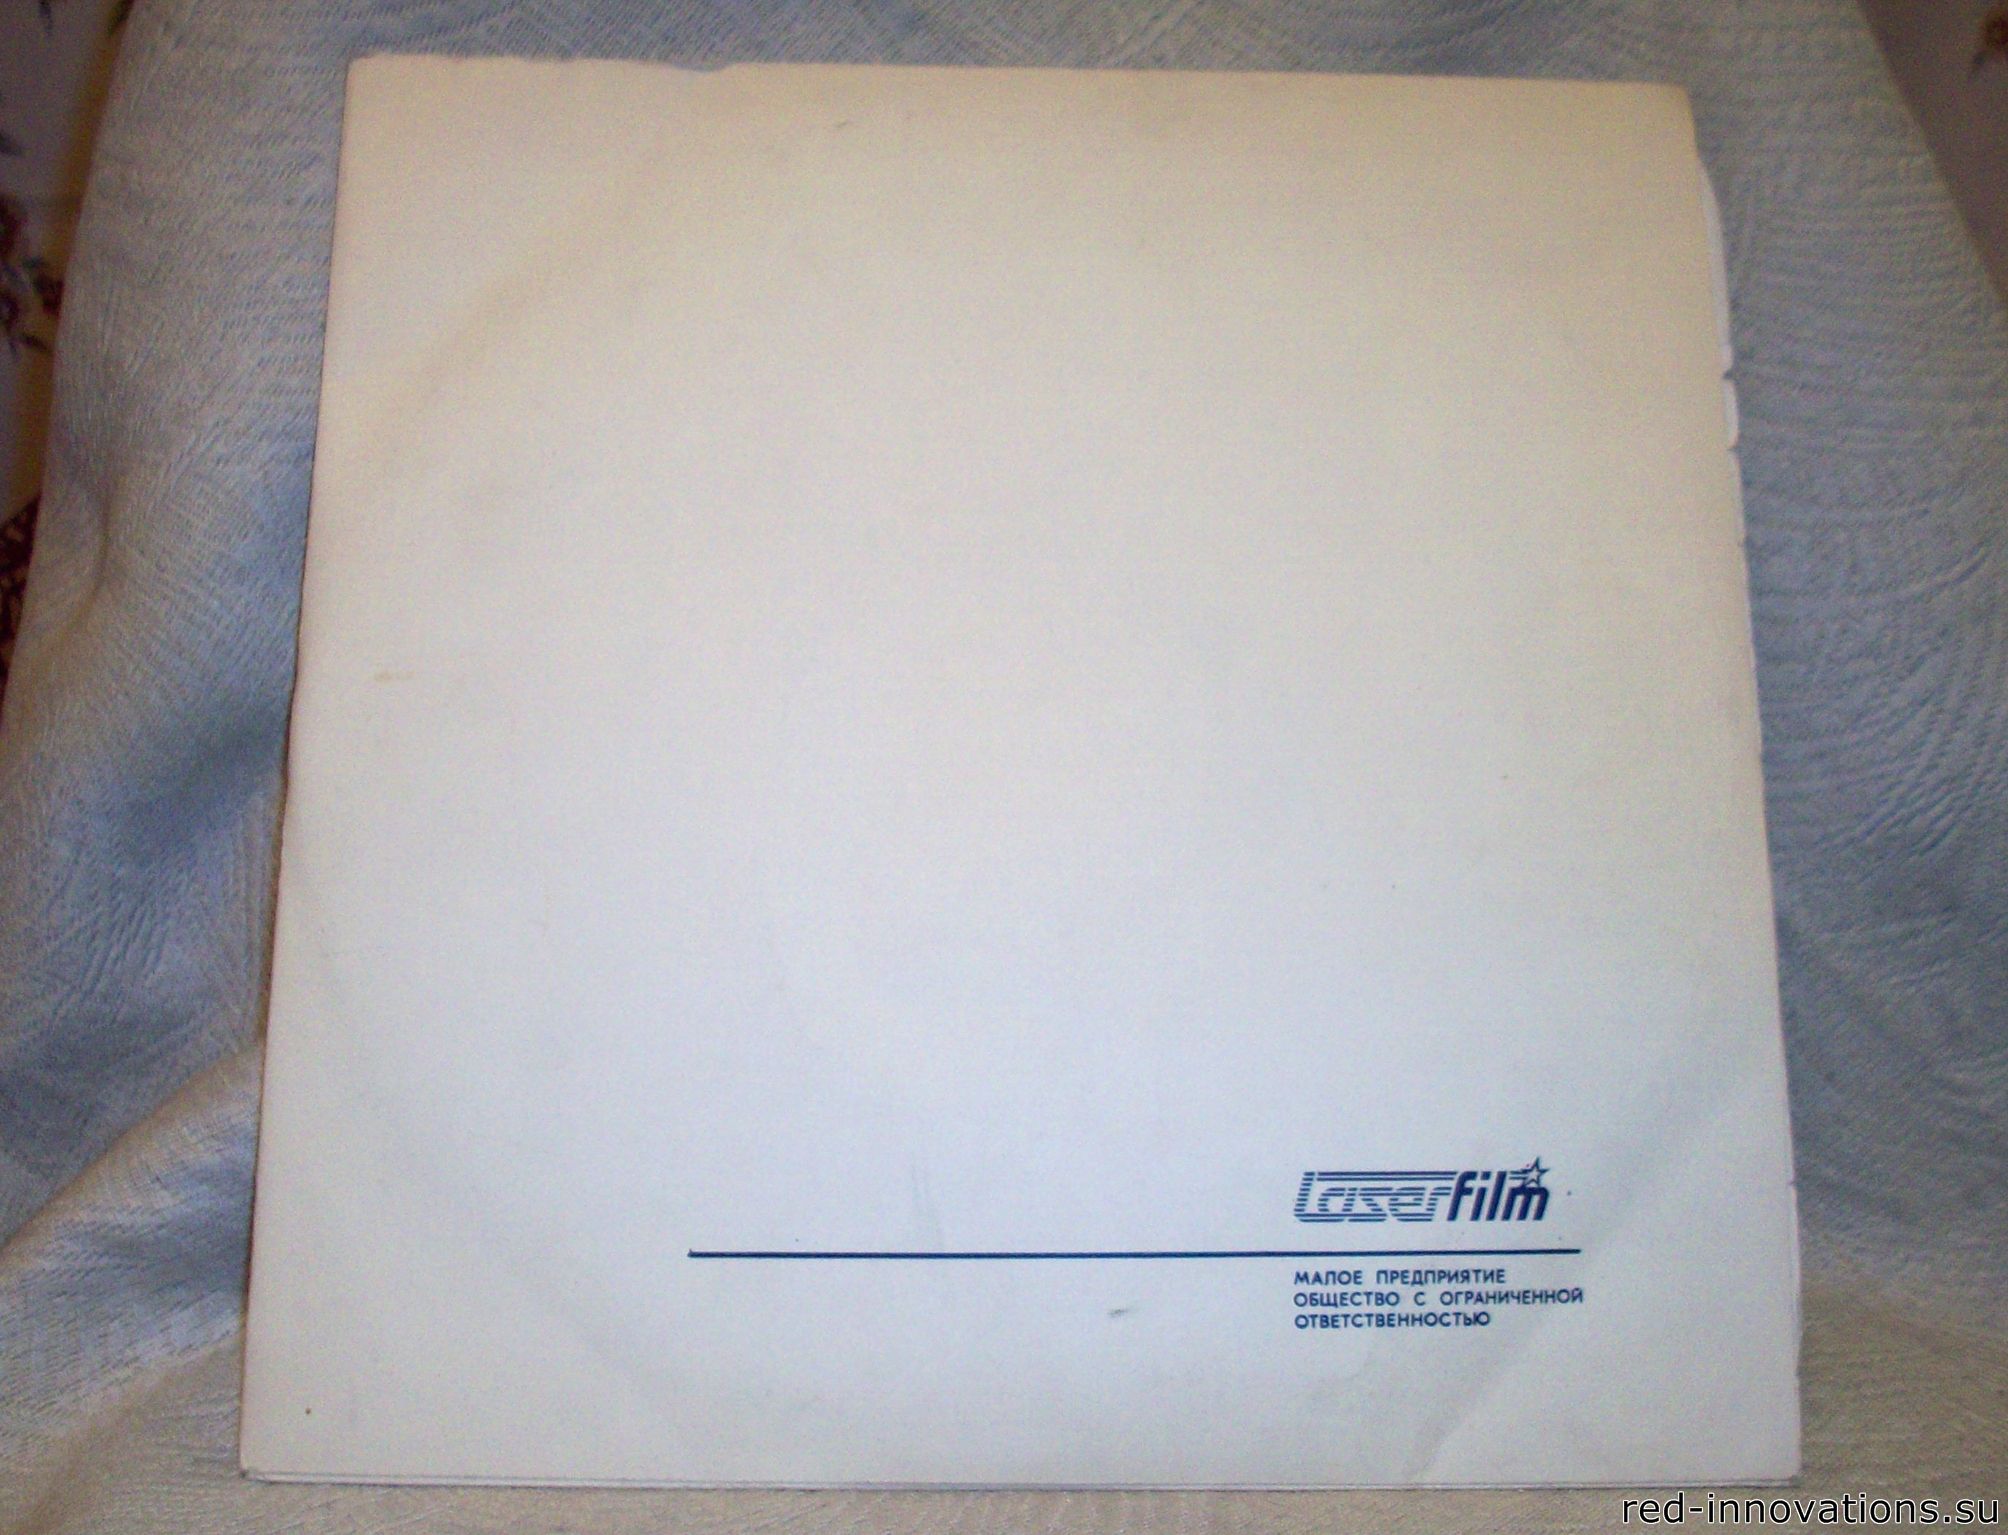 Laserfilm
МАЛОЕ ПРЕДПРИЯТИЕ
ОБЩЕСТВО С ОГРАНИЧЕННОЙ
ОТВЕТСТВЕННОСТЬЮ
red-innovations.su